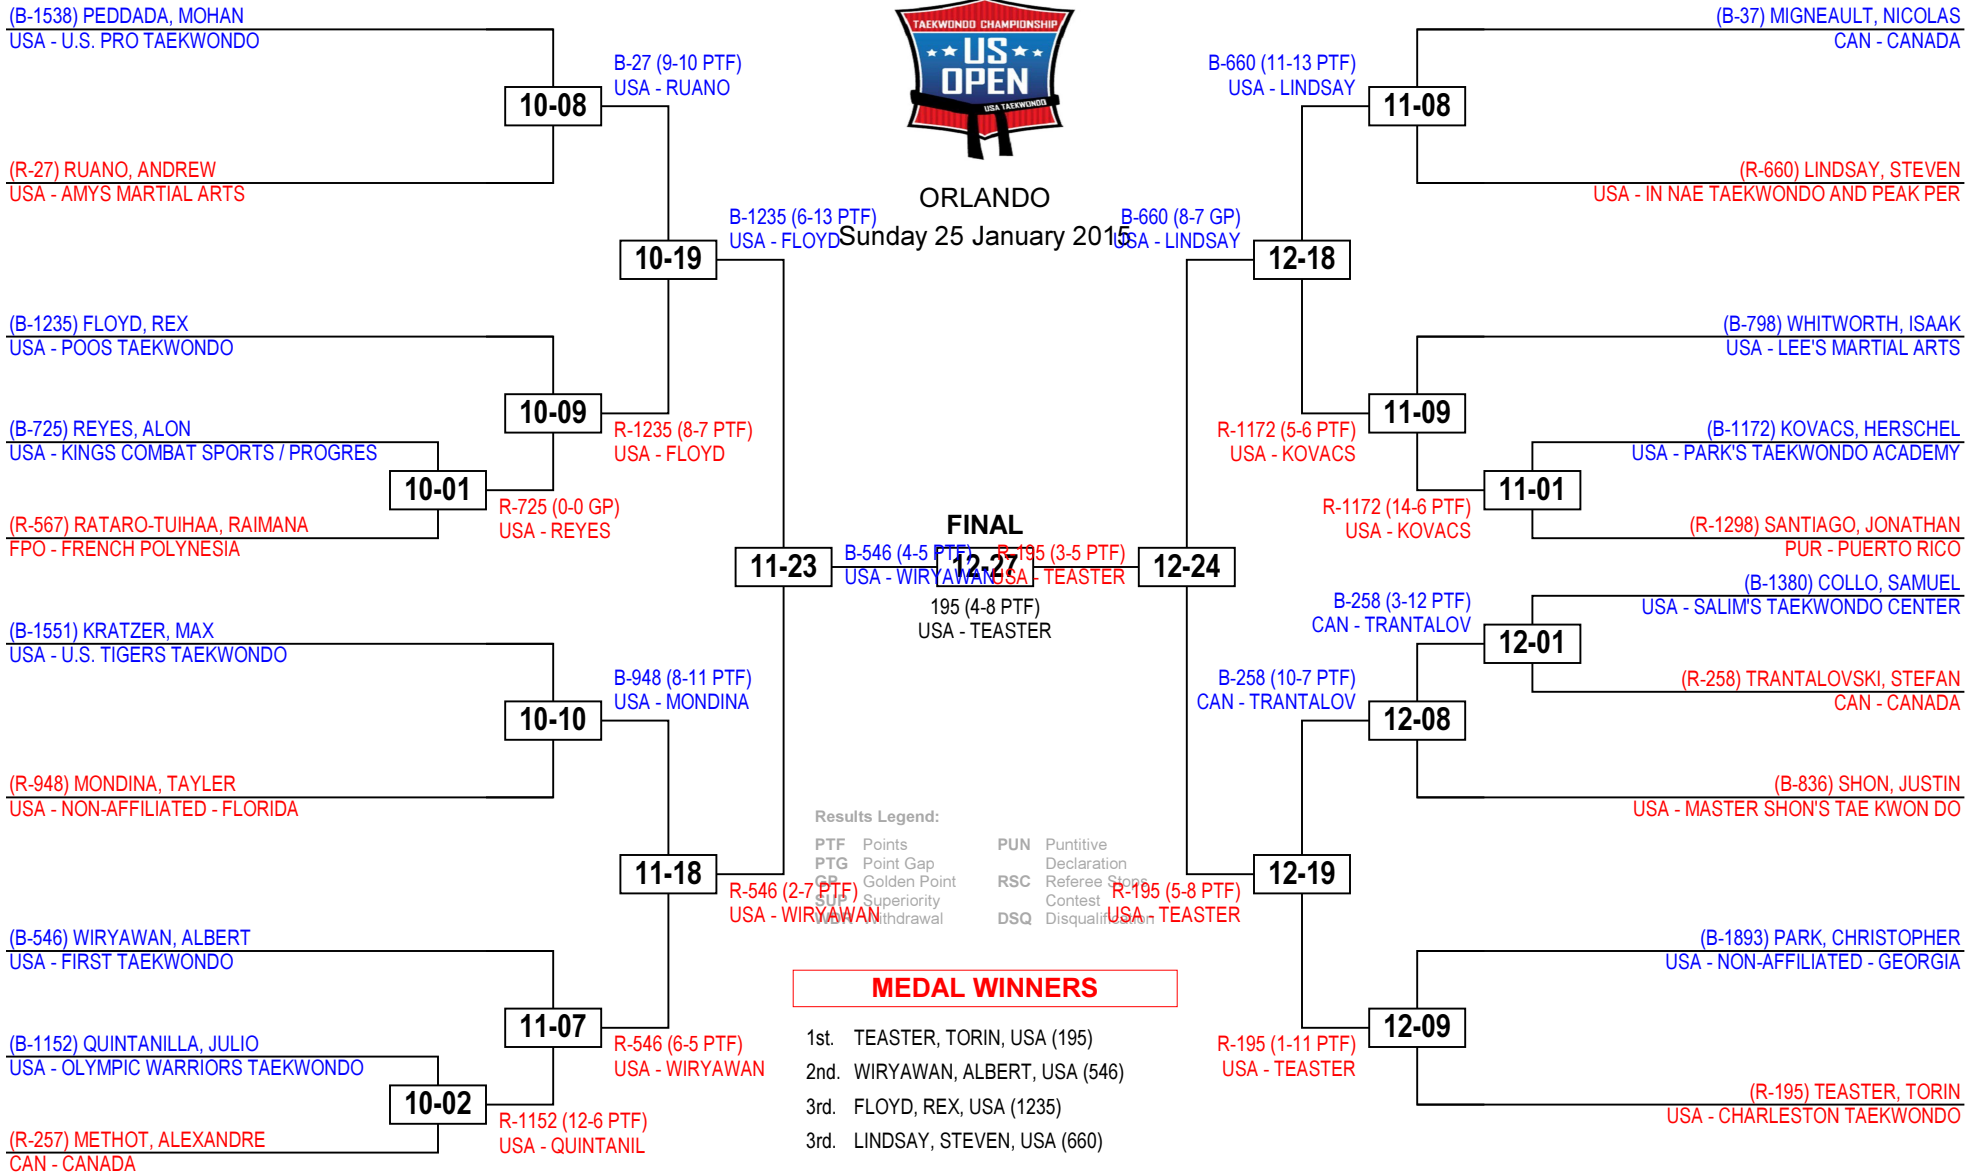 (B-1538) PEDDADA, MOHAN
USA - U.S. PRO TAEKWONDO
B-27 (9-10 PTF)
USA - RUANO
10-08
(R-27) RUANO, ANDREW
USA - AMYS MARTIAL ARTS
B-1235 (6-13 PTF)
USA - FLOYD
10-19
(B-1235) FLOYD, REX
USA - POOS TAEKWONDO
10-09
R-1235 (8-7 PTF)
USA - FLOYD
(B-725) REYES, ALON
USA - KINGS COMBAT SPORTS / PROGRES
10-01
R-725 (0-0 GP)
USA - REYES
(R-567) RATARO-TUIHAA, RAIMANA
FPO - FRENCH POLYNESIA
11-23
(B-1551) KRATZER, MAX
USA - U.S. TIGERS TAEKWONDO
B-948 (8-11 PTF)
USA - MONDINA
10-10
(R-948) MONDINA, TAYLER
USA - NON-AFFILIATED - FLORIDA
11-18
R-546 (2-7 PTF)
USA - WIRYAWAN
(B-546) WIRYAWAN, ALBERT
USA - FIRST TAEKWONDO
11-07
R-546 (6-5 PTF)
USA - WIRYAWAN
(B-1152) QUINTANILLA, JULIO
USA - OLYMPIC WARRIORS TAEKWONDO
10-02
R-1152 (12-6 PTF)
USA - QUINTANIL
(R-257) METHOT, ALEXANDRE
CAN - CANADA
TAEKWONDO CHAMPIONSHIP
US
OPEN
USA TAEKWONDO
ORLANDO
Sunday 25 January 2015
FINAL
B-546 (4-5 PTF)
USA - WIRYAWAN
12-27
R-195 (3-5 PTF)
USA - TEASTER
195 (4-8 PTF)
USA - TEASTER
Results Legend:
PTF Points
PTG Point Gap
GP Golden Point
SUP Superiority
WDR Withdrawal
PUN Puntitive
Declaration
RSC Referee Stops
Contest
DSQ Disqualification
MEDAL WINNERS
1st. TEASTER, TORIN, USA (195)
2nd. WIRYAWAN, ALBERT, USA (546)
3rd. FLOYD, REX, USA (1235)
3rd. LINDSAY, STEVEN, USA (660)
(B-37) MIGNEAULT, NICOLAS
CAN - CANADA
B-660 (11-13 PTF)
USA - LINDSAY
11-08
(R-660) LINDSAY, STEVEN
USA - IN NAE TAEKWONDO AND PEAK PER
B-660 (8-7 GP)
USA - LINDSAY
12-18
(B-798) WHITWORTH, ISAAK
USA - LEE'S MARTIAL ARTS
11-09
R-1172 (5-6 PTF)
USA - KOVACS
(B-1172) KOVACS, HERSCHEL
USA - PARK'S TAEKWONDO ACADEMY
11-01
R-1172 (14-6 PTF)
USA - KOVACS
(R-1298) SANTIAGO, JONATHAN
PUR - PUERTO RICO
12-24
(B-1380) COLLO, SAMUEL
USA - SALIM'S TAEKWONDO CENTER
B-258 (3-12 PTF)
CAN - TRANTALOV
12-01
(R-258) TRANTALOVSKI, STEFAN
CAN - CANADA
B-258 (10-7 PTF)
CAN - TRANTALOV
12-08
(B-836) SHON, JUSTIN
USA - MASTER SHON'S TAE KWON DO
12-19
R-195 (5-8 PTF)
USA - TEASTER
(B-1893) PARK, CHRISTOPHER
USA - NON-AFFILIATED - GEORGIA
12-09
R-195 (1-11 PTF)
USA - TEASTER
(R-195) TEASTER, TORIN
USA - CHARLESTON TAEKWONDO